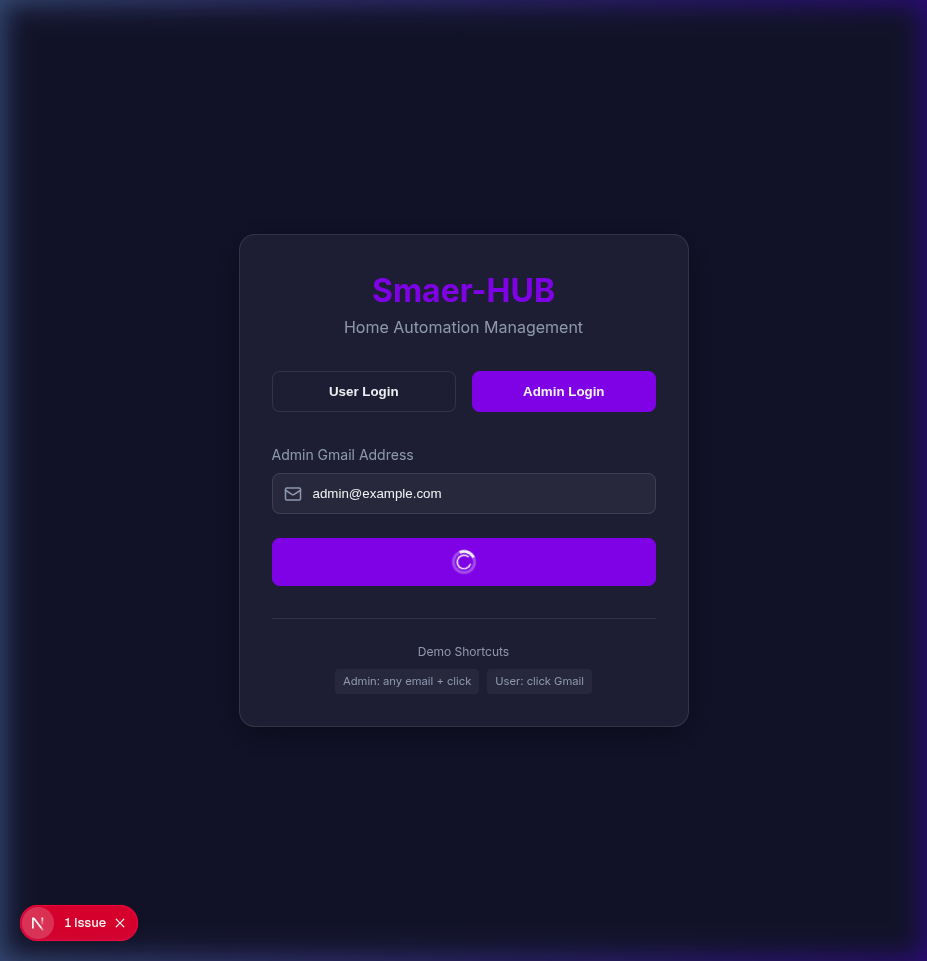 Smaer-HUB
Home Automation Management
User Login
Admin Login
Admin Gmail Address
admin@example.com
Demo Shortcuts
Admin: any email + click
User: click Gmail
N
1 Issue